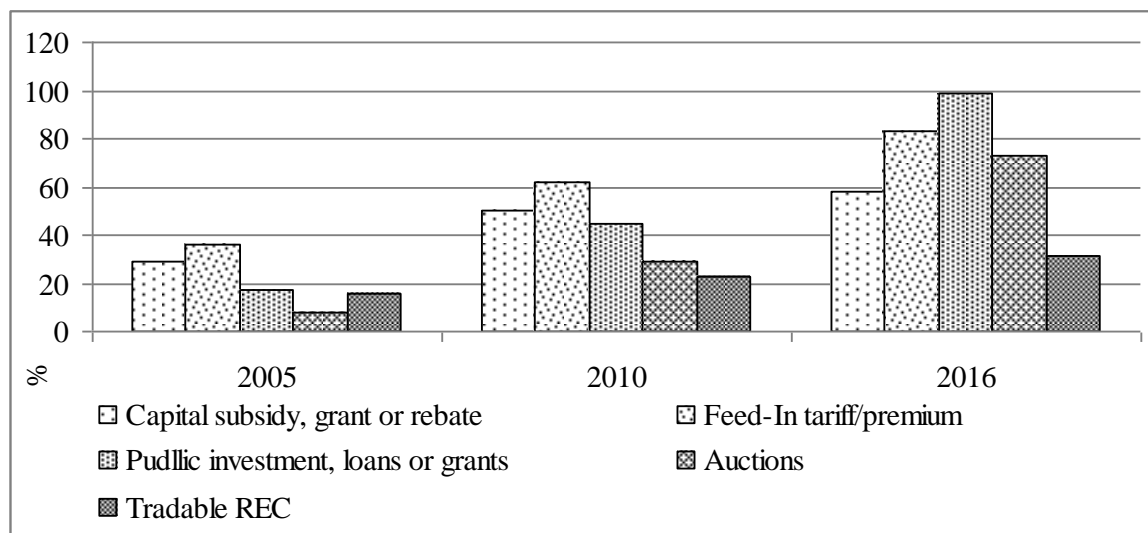 120
100
80
60
40
20
0
%
2005 2010 2016
Capital subsidy, grant or rebate Feed-In tariff/premium
Pudllic investment, loans or grants Auctions
Tradable REC